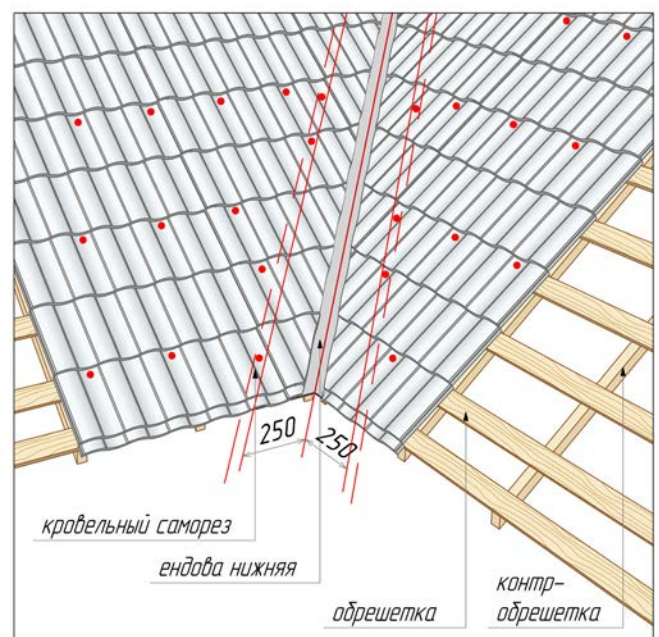 250
250
кровельный саморез
ендова нижняя
обрешетка
контр-
обрешетка